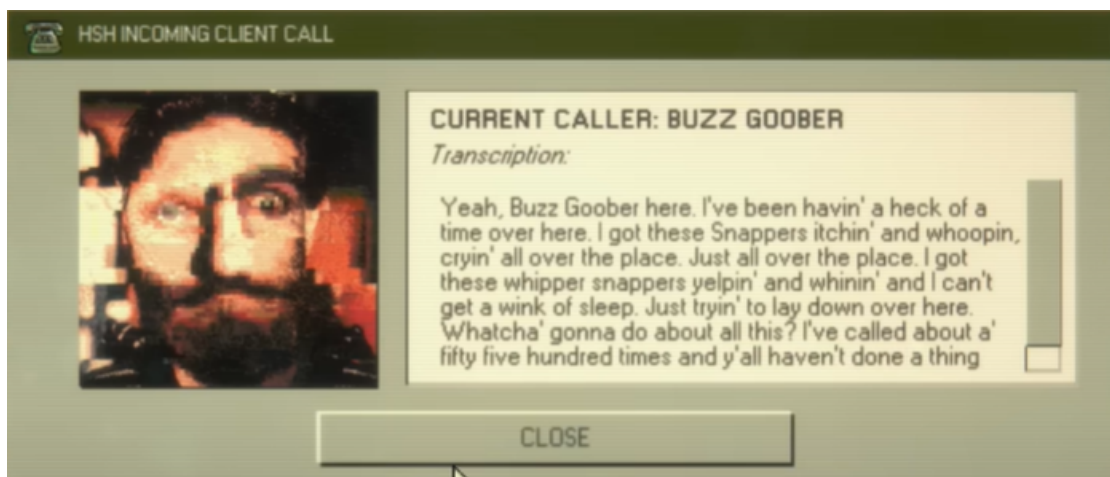 HSH INCOMING CLIENT CALL
CURRENT CALLER: BUZZ GOOBER
Transcription:
Yeah, Buzz Goober here. I've been havin' a heck of a
time over here. I got these Snappers itchin' and whoopin,
cryin' all over the place. Just all over the place. I got
these whipper snappers yelpin' and whinin' and I can't
get a wink of sleep. Just tryin' to lay down over here.
Whatcha' gonna do about all this? I've called about a'
fifty five hundred times and y'all haven't done a thing
CLOSE